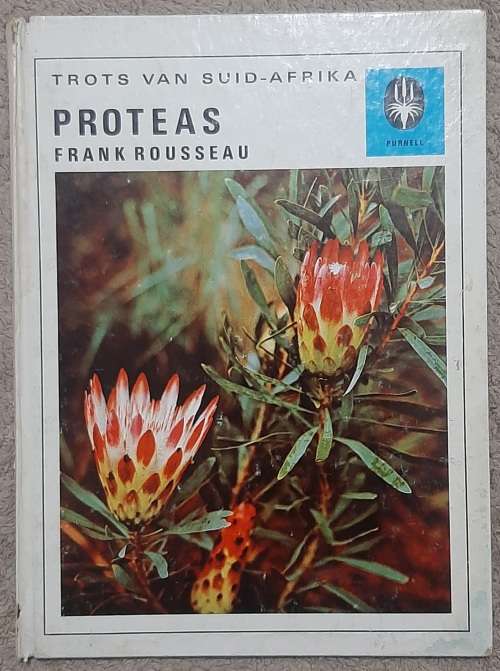 TROTS VAN SUID-AFRIKA
PROTEAS
FRANK ROUSSEAU
PURNELL